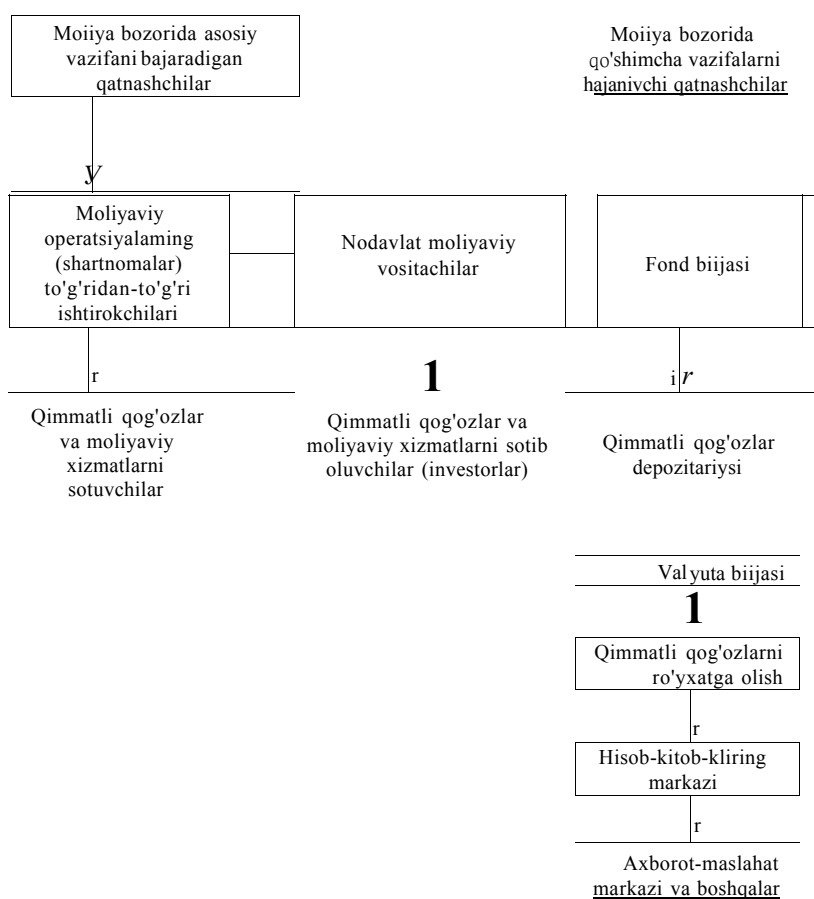 Moiiya bozorida asosiy
vazifani bajaradigan
qatnashchilar
Moiiya bozorida
qo'shimcha vazifalarni
hajanivchi qatnashchilar
y
Moliyaviy
operatsiyalaming
(shartnomalar)
to'g'ridan-to'g'ri
ishtirokchilari
Nodavlat moliyaviy
vositachilar
Fond biijasi
r
1
i r
Qimmatli qog'ozlar
va moliyaviy
xizmatlarni
sotuvchilar
Qimmatli qog'ozlar va
moliyaviy xizmatlarni sotib
oluvchilar (investorlar)
Qimmatli qog'ozlar
depozitariysi
Valyuta biijasi
1
Qimmatli qog'ozlarni
ro'yxatga olish
r
Hisob-kitob-kliring
markazi
r
Axborot-maslahat
markazi va boshqalar